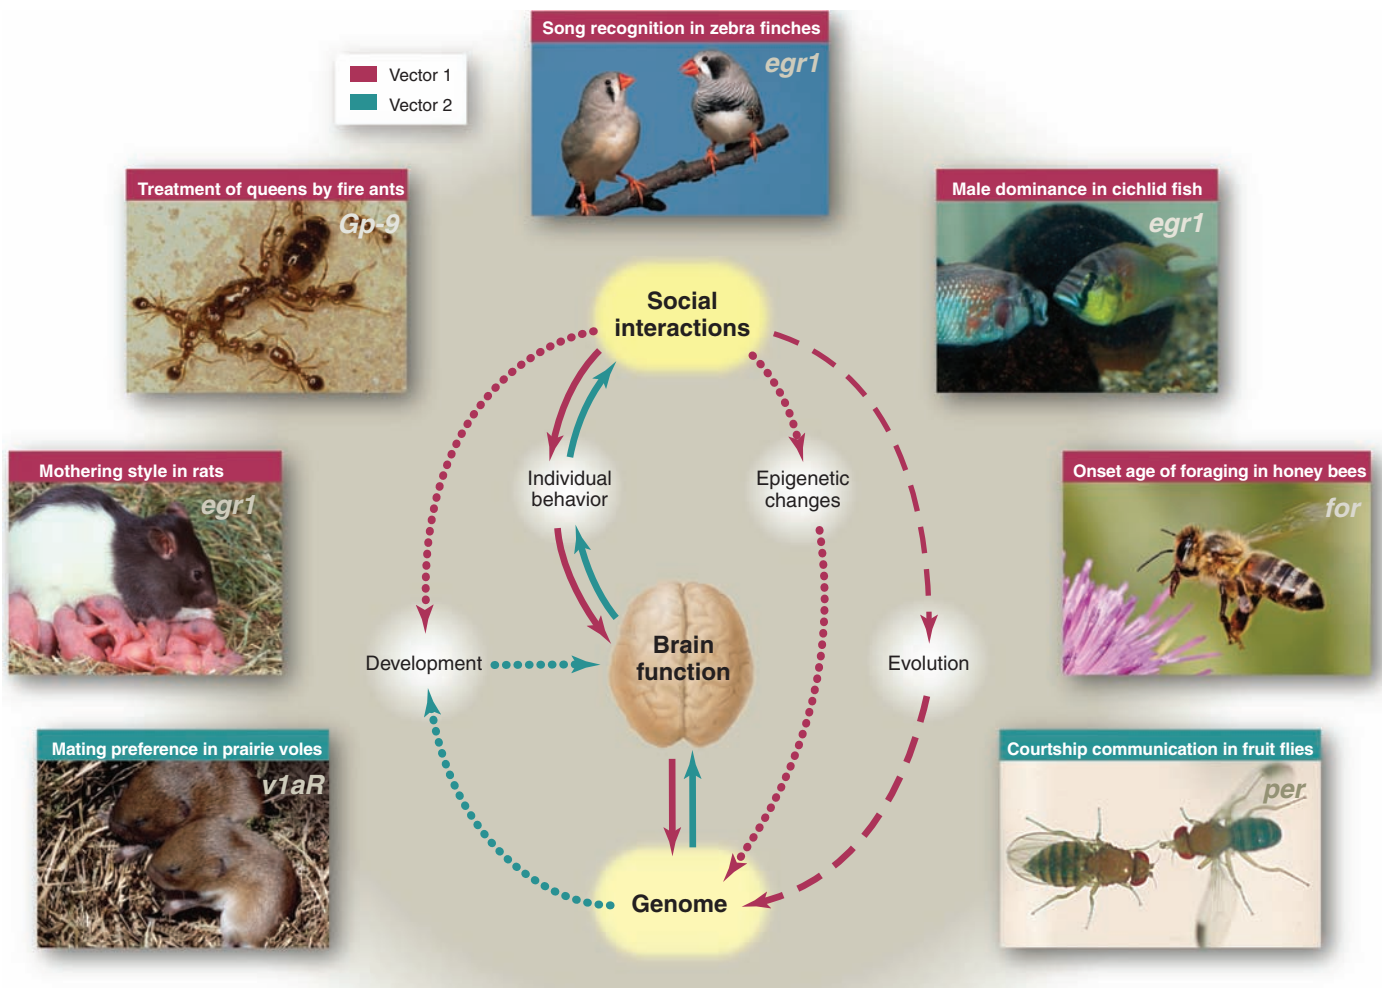 Song recognition in zebra finches
egr1
Vector 1
Vector 2
Treatment of queens by fire ants
Gp-9
Male dominance in cichlid fish
egr1
Social
interactions
Mothering style in rats
egr1
Individual
behavior
Epigenetic
changes
Onset age of foraging in honey bees
for
Development
Brain
function
Evolution
Mating preference in prairie voles
v1aR
Courtship communication in fruit flies
per
Genome